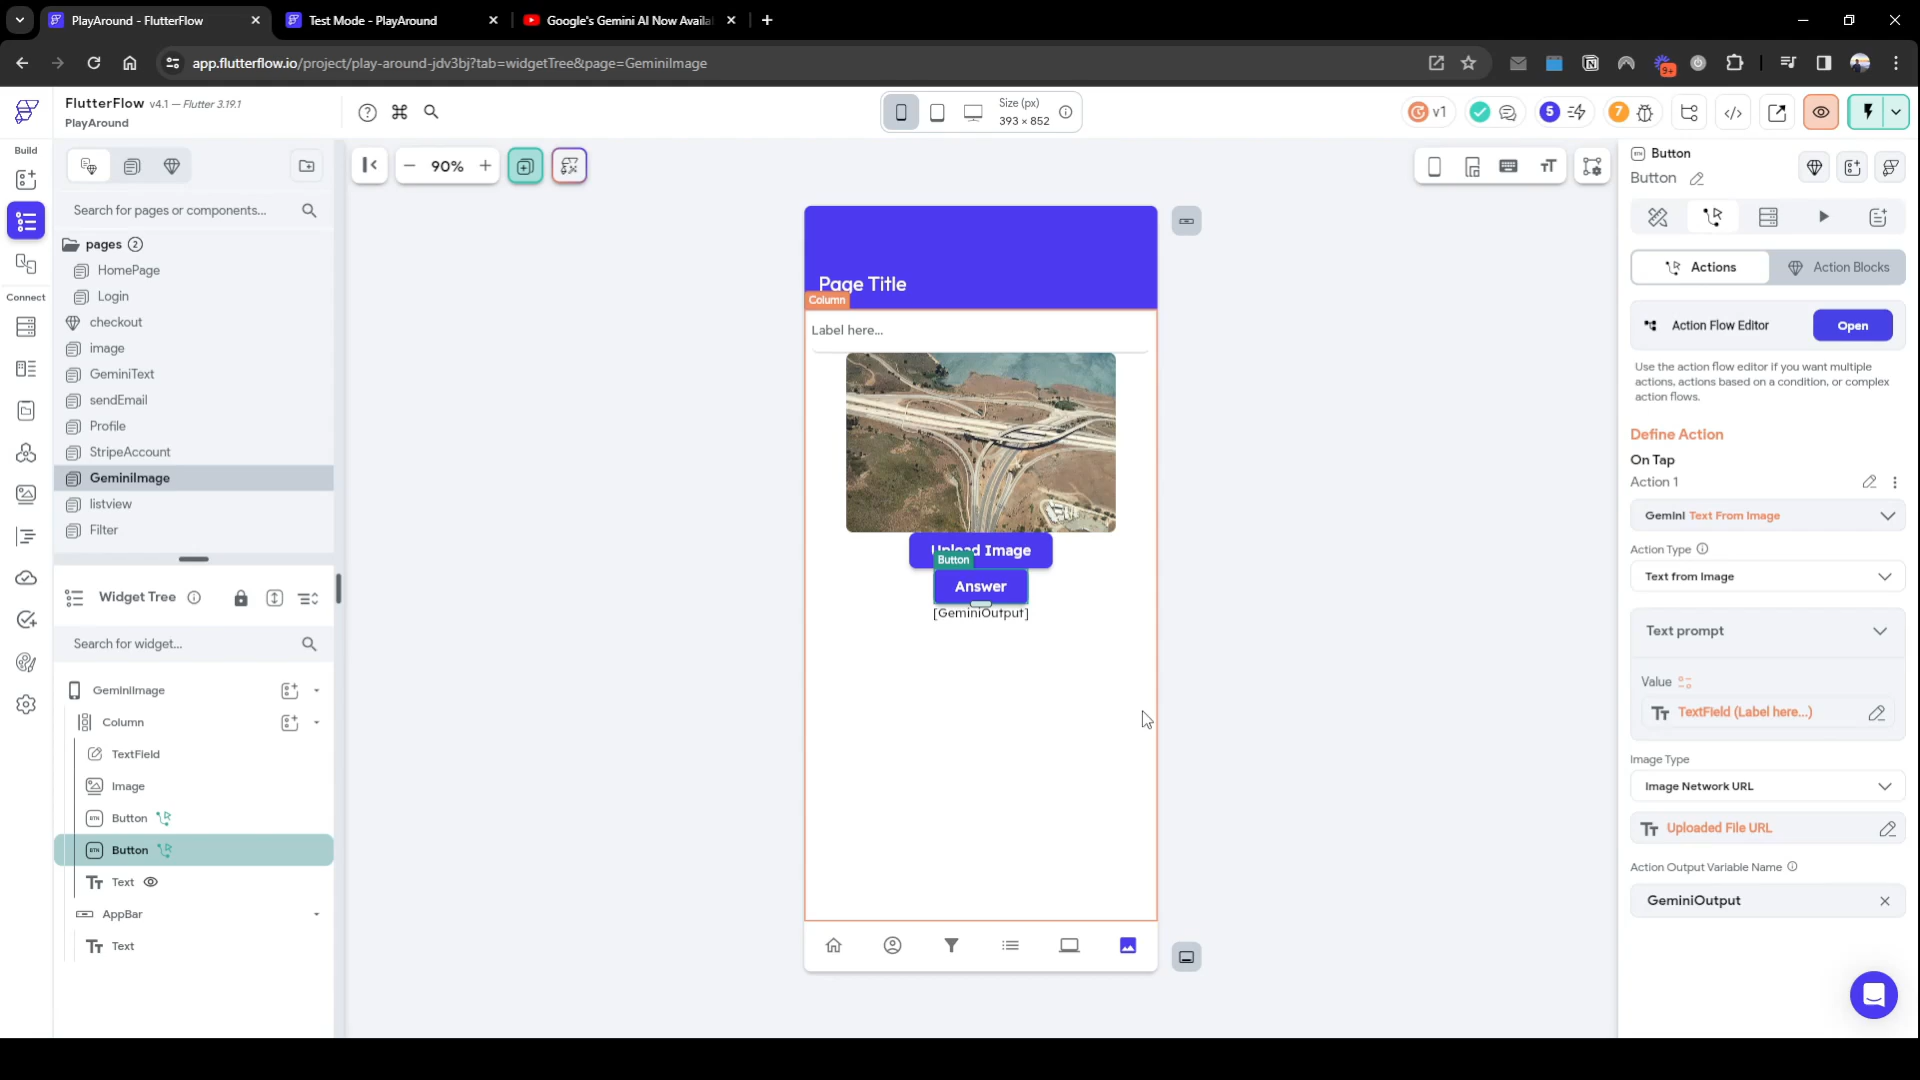 PlayAround - FlutterFlow
Test Mode - PlayAround
Google's Gemini AI Now Availa
app.flutterflow.io/project/play-around-jdv3bj?tab=widgetTree&page=GeminiImage
9+
FlutterFlow v4.1 — Flutter 3.19.1
PlayAround
Size (px)
393 × 852
v1
5
7
Build
Connect
Search for pages or components...
pages 2
HomePage
Login
checkout
image
GeminiText
sendEmail
Profile
StripeAccount
GeminiImage
listview
Filter
Widget Tree
Search for widget...
GeminiImage
Column
TextField
Image
BTN Button
BTN Button
Text
AppBar
Text
90%
Page Title
Column
Label here...
Upload Image
Button
Answer
[GeminiOutput]
Button
Button
Actions
Action Blocks
Action Flow Editor
Open
Use the action flow editor if you want multiple
actions, actions based on a condition, or complex
action flows.
Define Action
On Tap
Action 1
Gemini Text From Image
Action Type
Text from Image
Text prompt
Value
TextField (Label here...)
Image Type
Image Network URL
Uploaded File URL
Action Output Variable Name
GeminiOutput